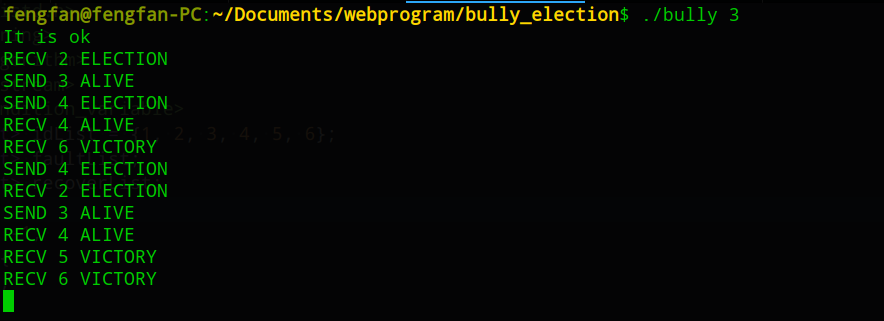 fengfan@fengfan-PC:~/Documents/webprogram/bully_election$ ./bully 3
It is ok
RECV 2 ELECTION
SEND 3 ALIVE
SEND 4 ELECTION
RECV 4 ALIVE
RECV 6 VICTORY
SEND 4 ELECTION
RECV 2 ELECTION
SEND 3 ALIVE
RECV 4 ALIVE
RECV 5 VICTORY
RECV 6 VICTORY